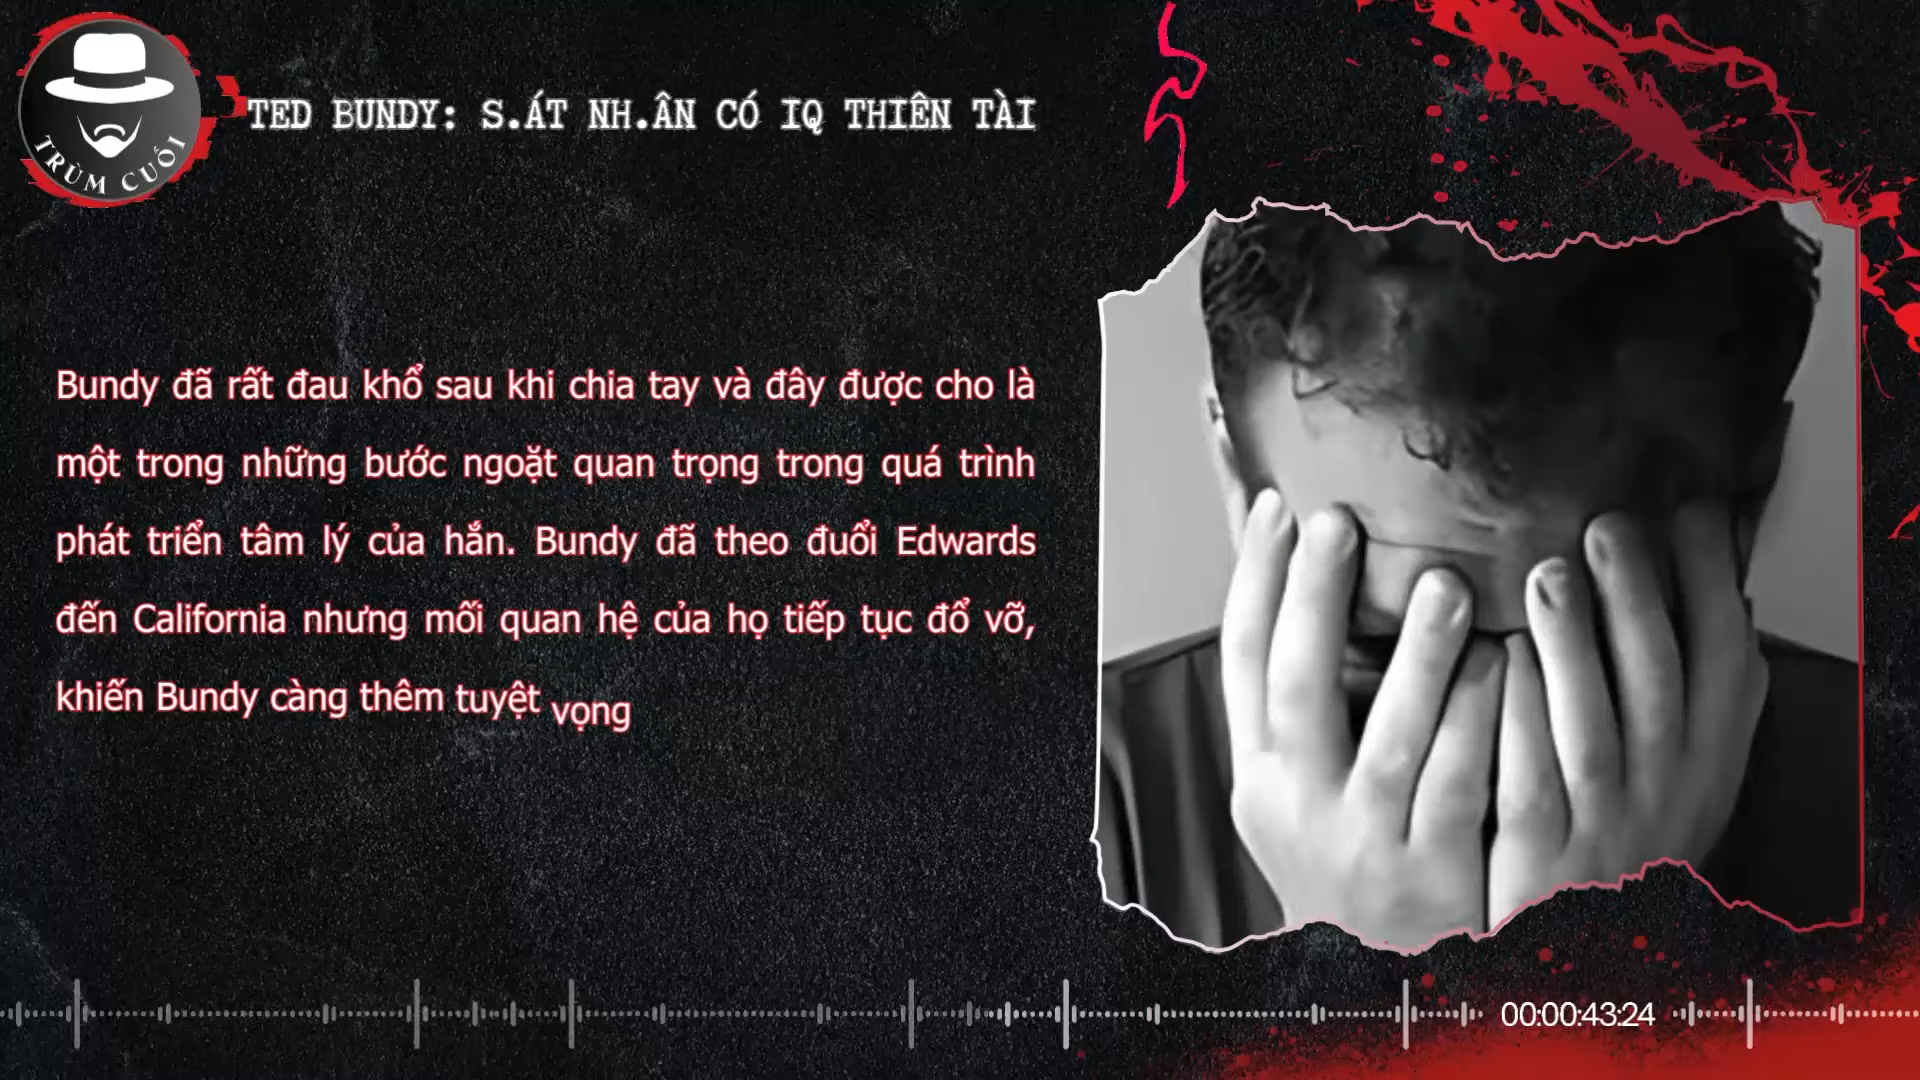 TRÙM CUỐI
TED BUNDY: S.ÁT NH.ÂN CÓ IQ THIÊN TÀI
Bundy đã rất đau khổ sau khi chia tay và đây được cho là
một trong những bước ngoặt quan trọng trong quá trình
phát triển tâm lý của hắn. Bundy đã theo đuổi Edwards
đến California nhưng mối quan hệ của họ tiếp tục đổ vỡ,
khiến Bundy càng thêm tuyệt vọng
00:00:43:24